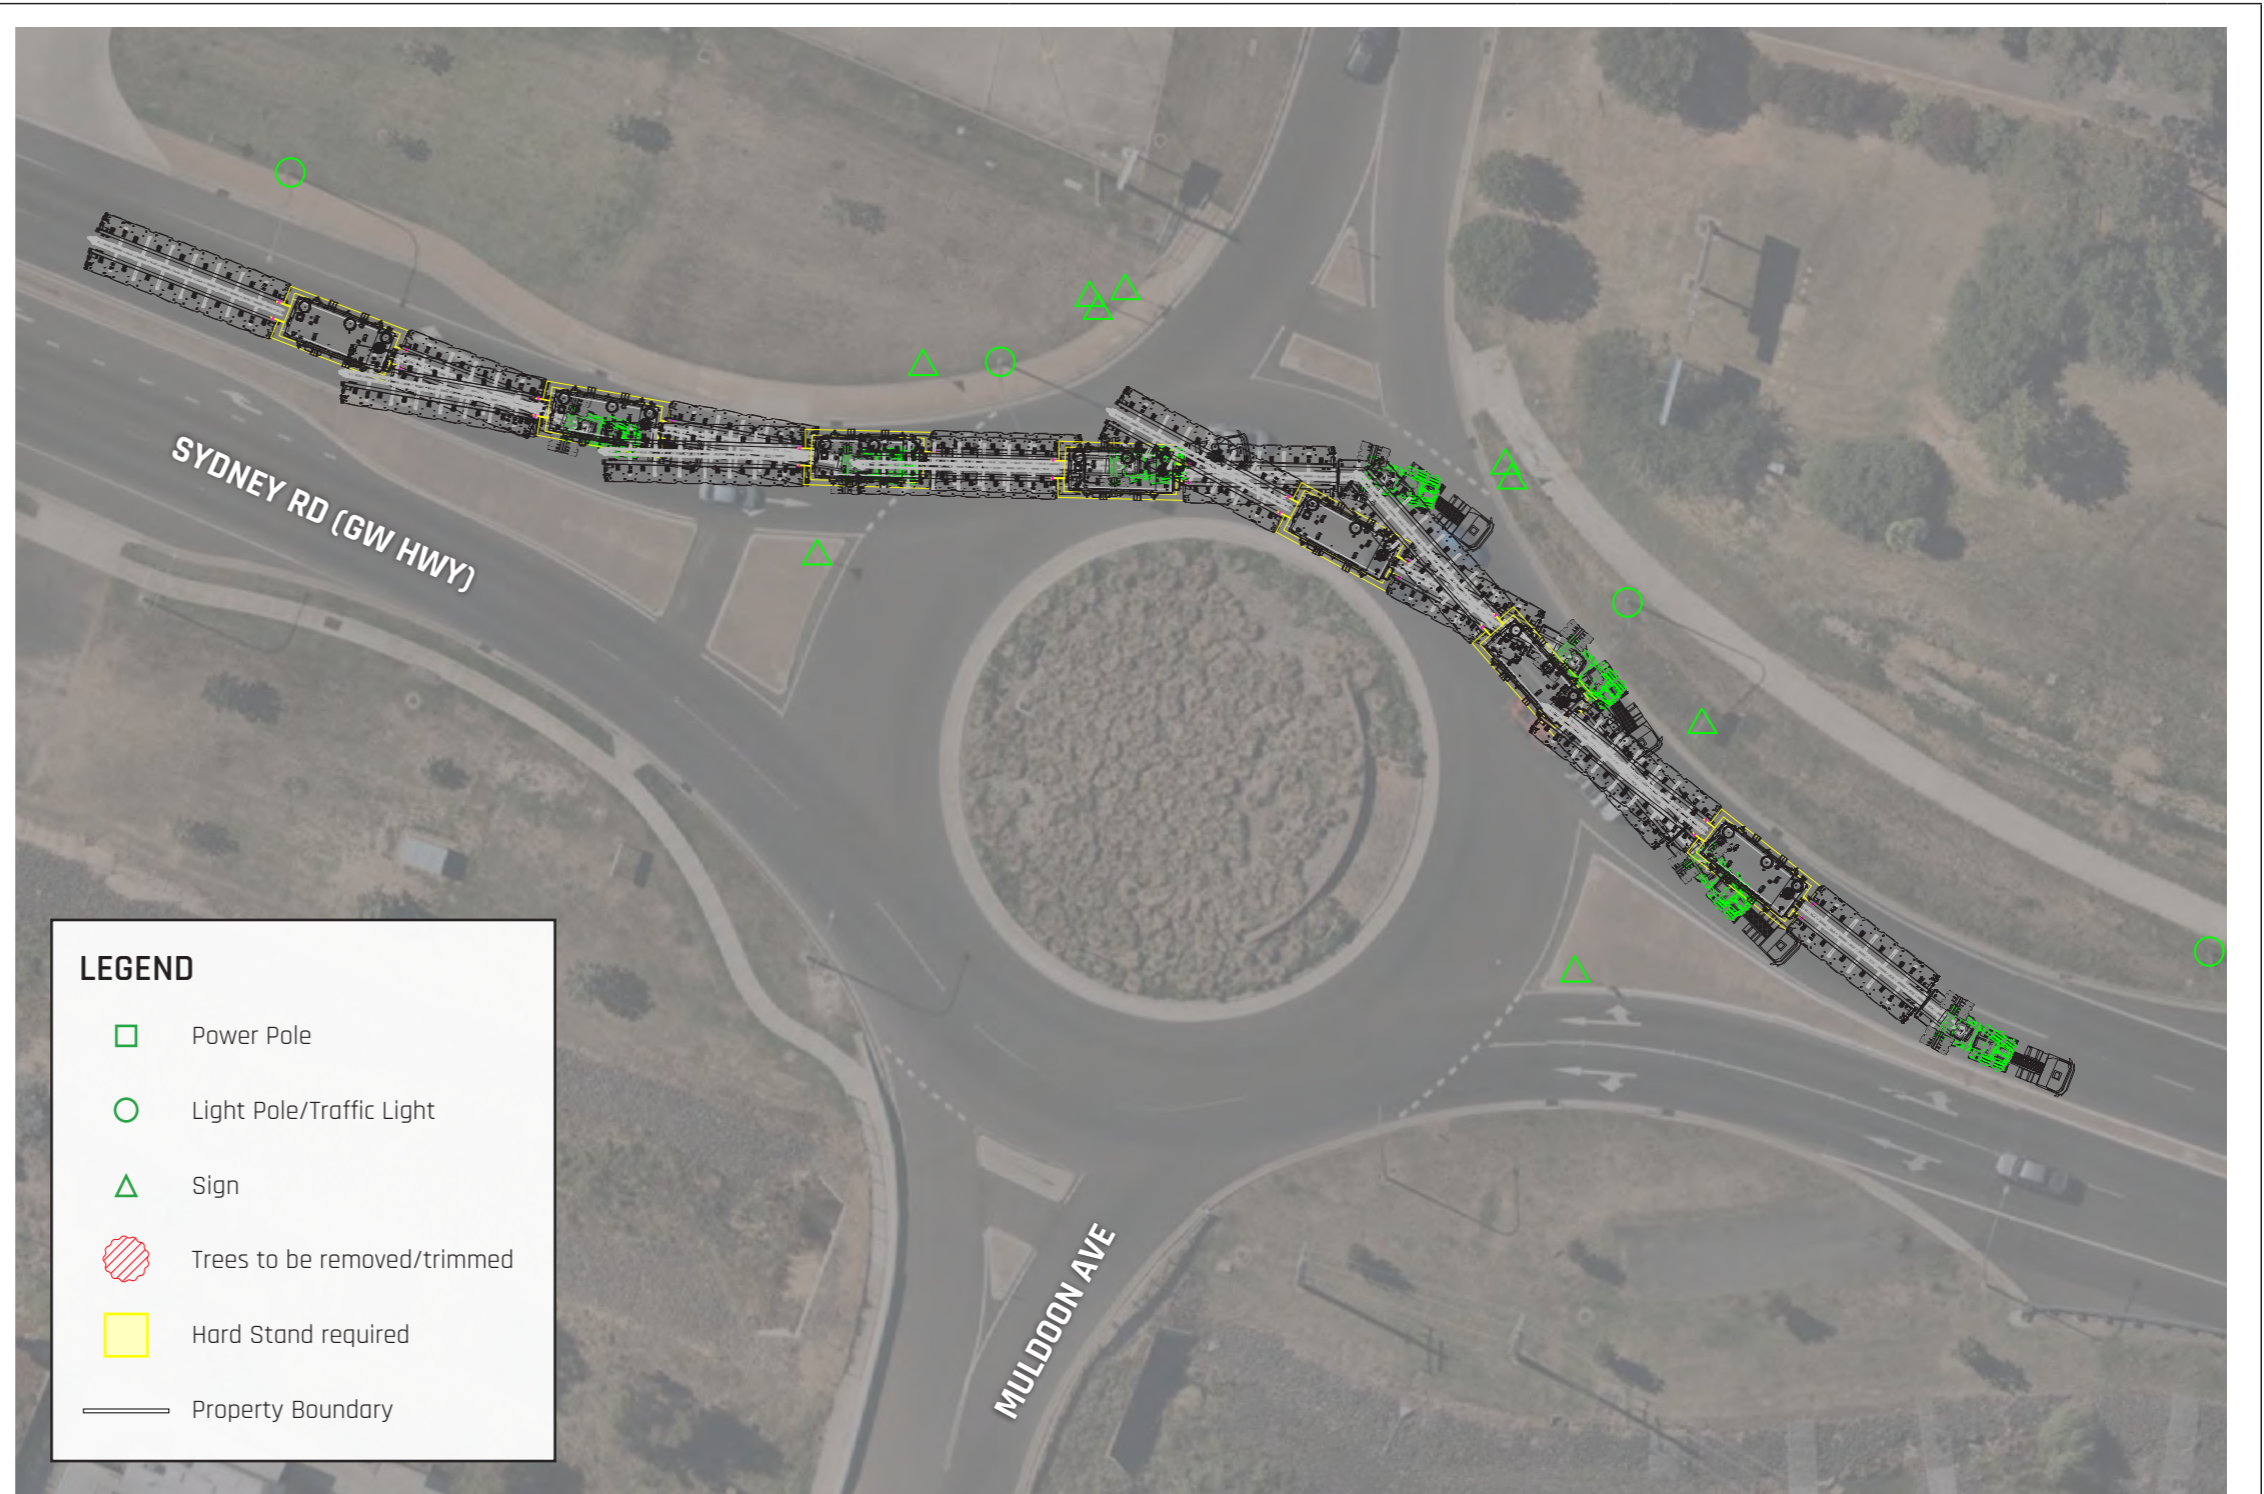 SYDNEY RD (GW HWY)
MULDOON AVE
LEGEND
Power Pole
Light Pole/Traffic Light
Sign
Trees to be removed/trimmed
Hard Stand required
Property Boundary